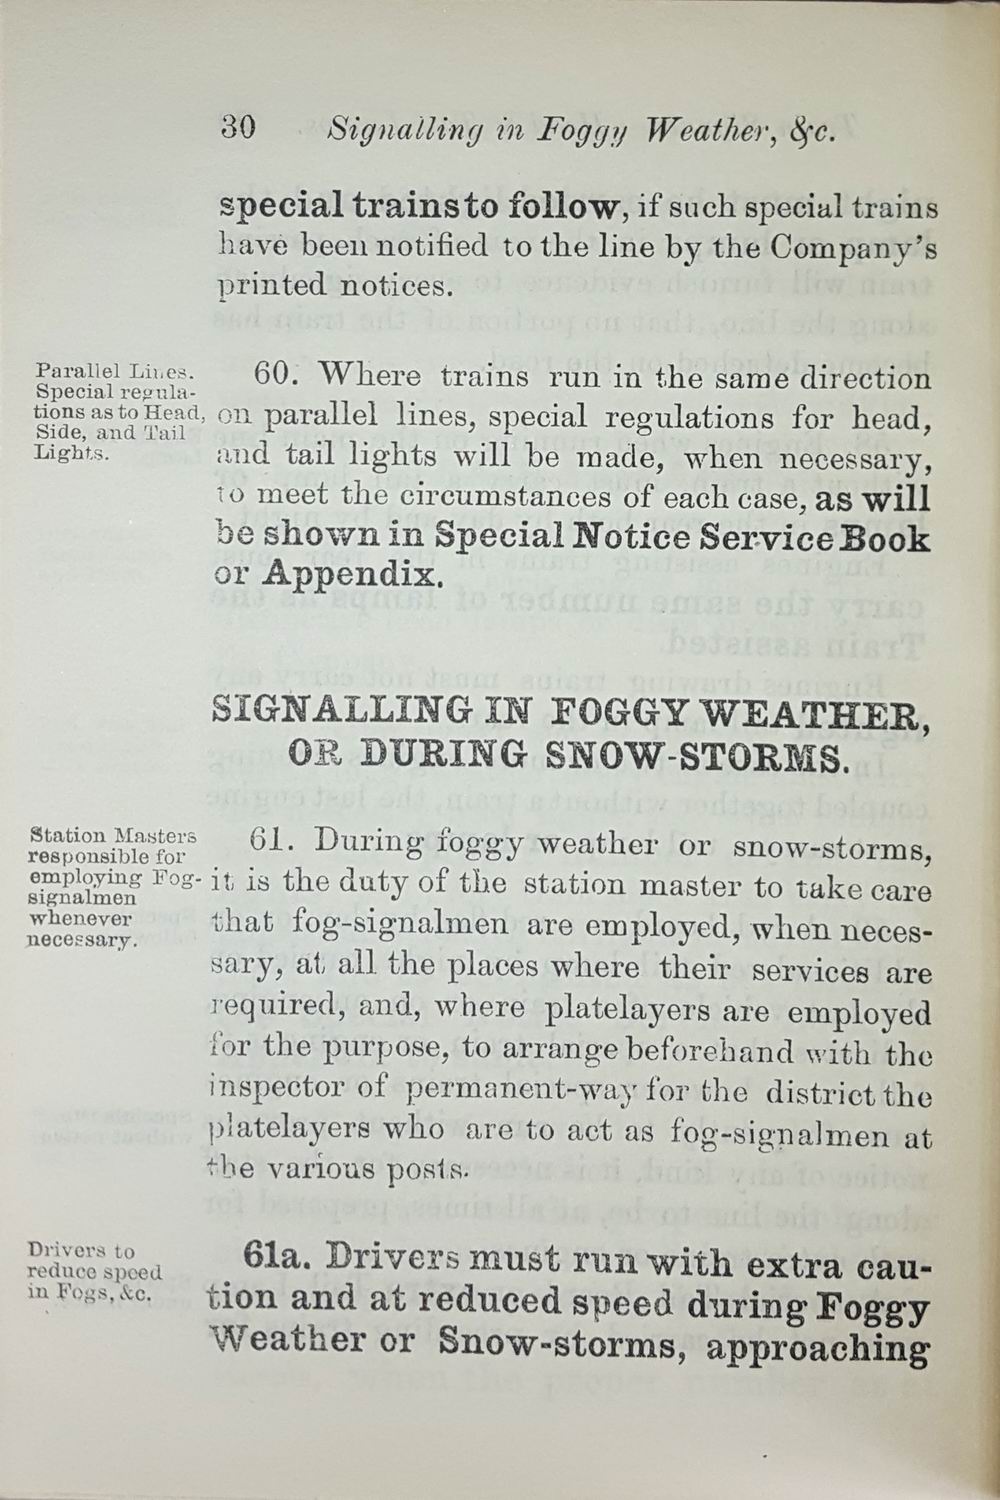 30 Signalling in Foggy Weather, &c.
special trains to follow, if such special trains
have been notified to the line by the Company's
printed notices.
Parallel Lines.
Special regula-
tions as to Head,
Side, and Tail
Lights.
60. Where trains run in the same direction
on parallel lines, special regulations for head,
and tail lights will be made, when necessary,
to meet the circumstances of each case, as will
be shown in Special Notice Service Book
or Appendix.
SIGNALLING IN FOGGY WEATHER,
OR DURING SNOW-STORMS.
Station Masters
responsible for
employing Fog-
signalmen
whenever
necessary.
61. During foggy weather or snow-storms,
it is the duty of the station master to take care
that fog-signalmen are employed, when neces-
sary, at all the places where their services are
required, and, where platelayers are employed
for the purpose, to arrange beforehand with the
inspector of permanent-way for the district the
platelayers who are to act as fog-signalmen at
the various posts.
Drivers to
reduce speed
in Fogs, &c.
61a. Drivers must run with extra cau-
tion and at reduced speed during Foggy
Weather or Snow-storms, approaching